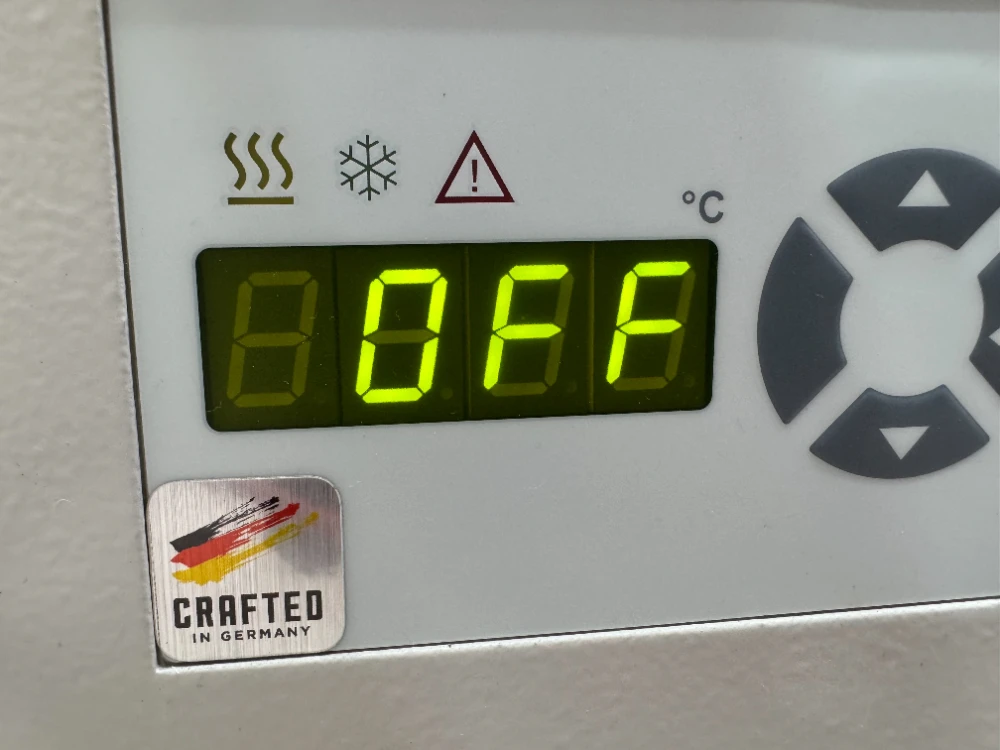 °C
OFF
CRAFTED
IN GERMANY